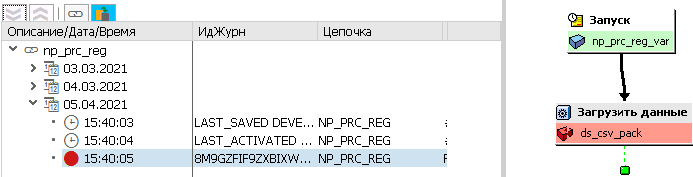 Описание/Дата/Время ИдЖурн Цепочка
np_prc_reg
03.03.2021
04.03.2021
05.04.2021
15:40:03 LAST_SAVED DEVE... NP_PRC_REG
15:40:04 LAST_ACTIVATED ... NP_PRC_REG
15:40:05 8M9GZFIF9ZXBIXW... NP_PRC_REG
Запуск
np_prc_reg_var
Загрузить данные
ds_csv_pack